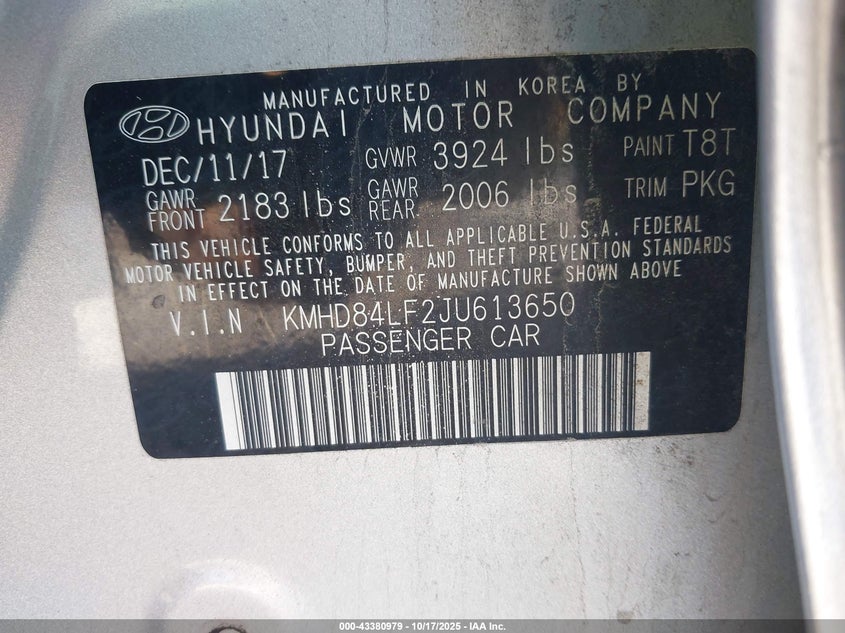 MANUFACTURED IN KOREA BY
HYUNDAI MOTOR COMPANY
DEC/11/17 GVWR 3924 lbs PAINT T8T
GAWR FRONT 2183 lbs GAWR REAR. 2006 lbs TRIM PKG
THIS VEHICLE CONFORMS TO ALL APPLICABLE U.S.A. FEDERAL
MOTOR VEHICLE SAFETY, BUMPER, AND THEFT PREVENTION STANDARDS
IN EFFECT ON THE DATE OF MANUFACTURE SHOWN ABOVE
V.I.N KMHD84LF2JU613650
PASSENGER CAR
000-43380979 - 10/17/2025 - IAA Inc.